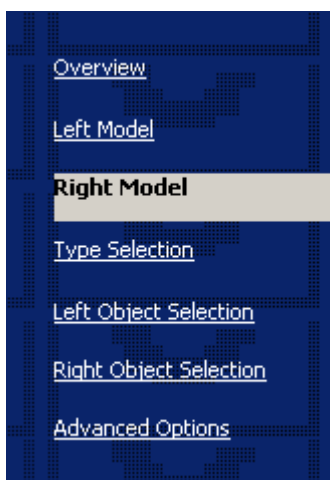 Overview
Left Model
Right Model
Type Selection
Left Object Selection
Right Object Selection
Advanced Options